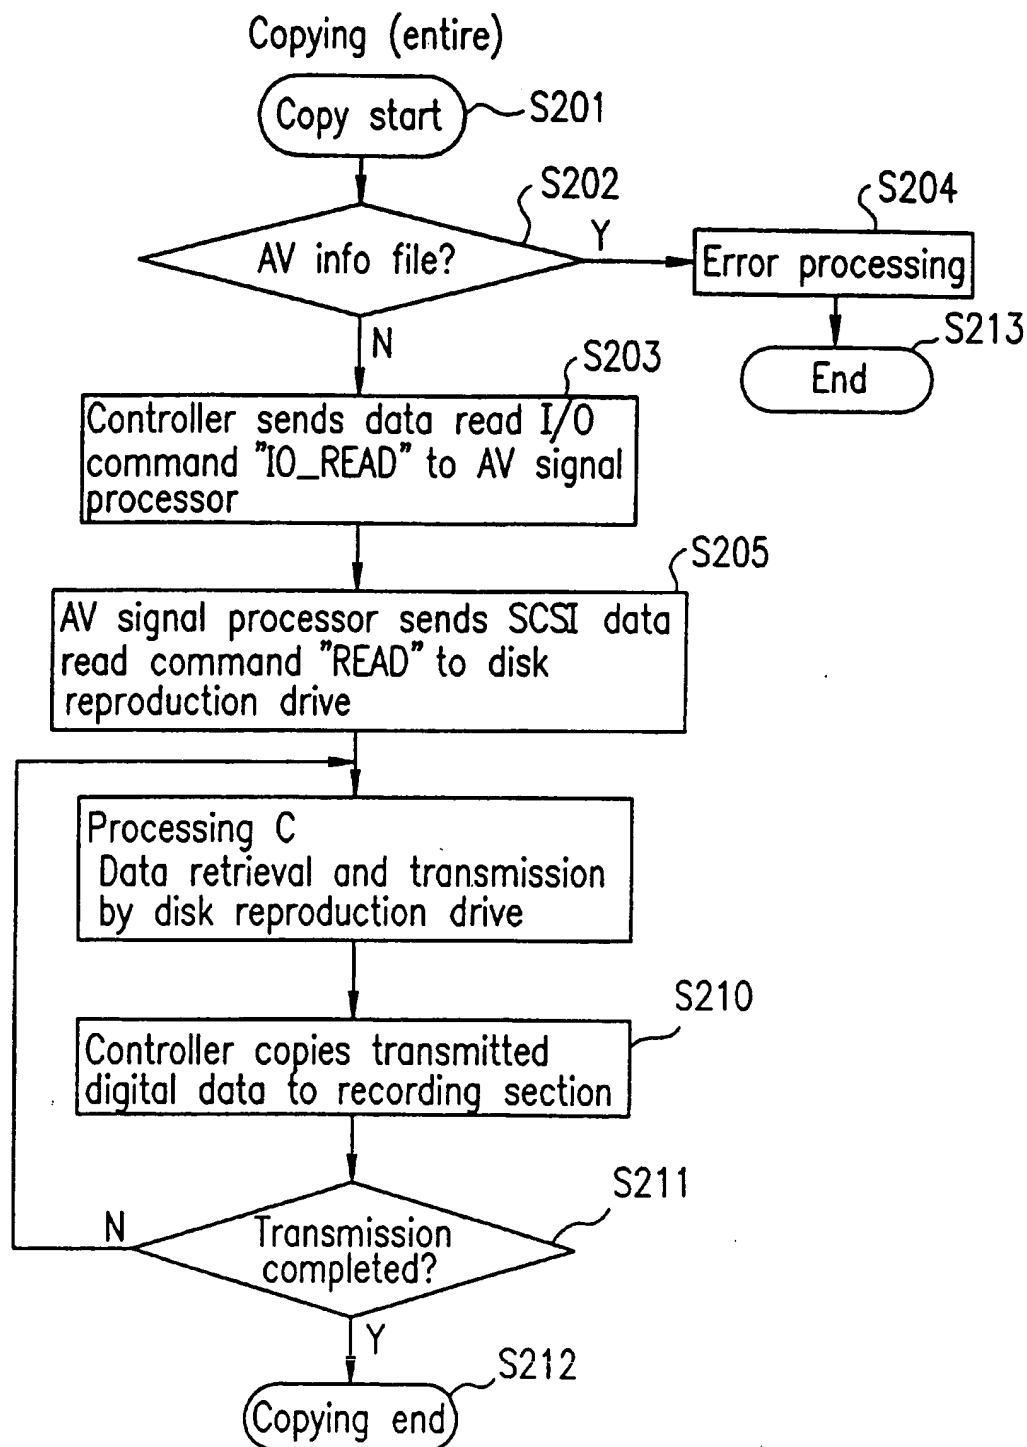 Copying (entire)
Copy start
S201
S202
AV info file?
Y
S204
Error processing
N
S213
End
S203
Controller sends data read I/O
command "IO_READ" to AV signal
processor
S205
AV signal processor sends SCSI data
read command "READ" to disk
reproduction drive
Processing C
Data retrieval and transmission
by disk reproduction drive
S210
Controller copies transmitted
digital data to recording section
S211
N
Transmission
completed?
Y
S212
Copying end